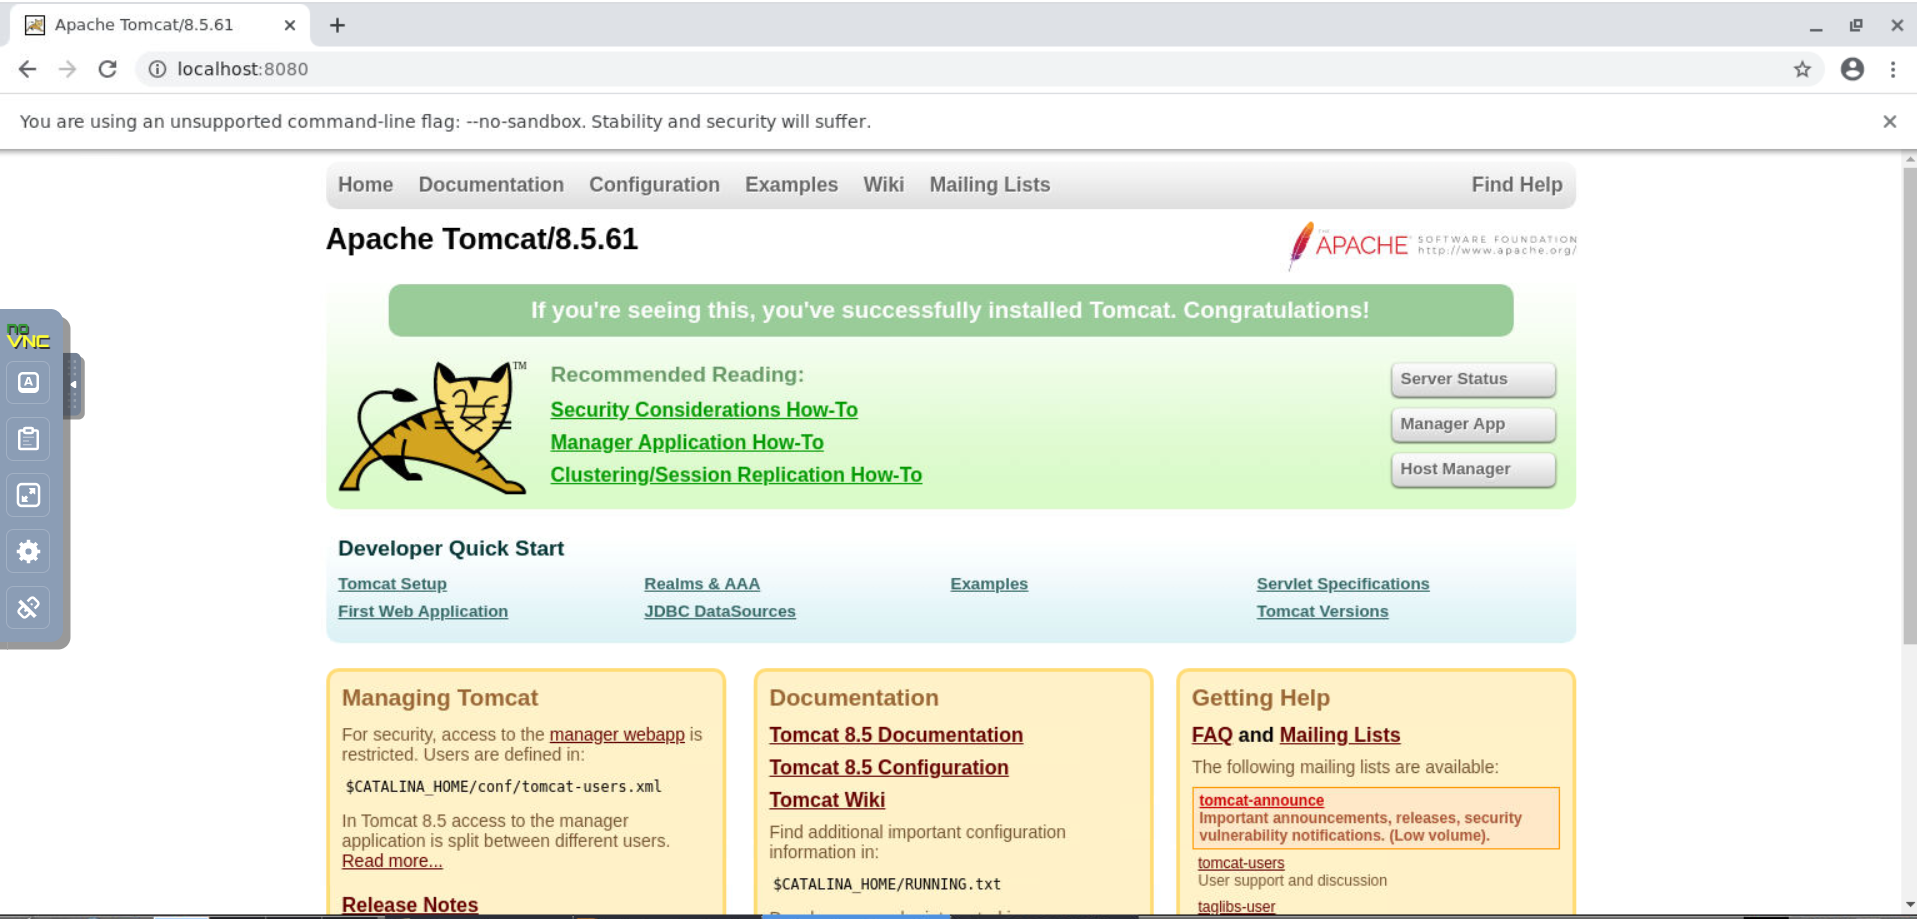 Apache Tomcat/8.5.61
localhost:8080
You are using an unsupported command-line flag: --no-sandbox. Stability and security will suffer.
Home Documentation Configuration Examples Wiki Mailing Lists Find Help
Apache Tomcat/8.5.61
THE
APACHE
SOFTWARE FOUNDATION
http://www.apache.org/
If you're seeing this, you've successfully installed Tomcat. Congratulations!
no
VNC
A
TM
Recommended Reading:
Security Considerations How-To
Manager Application How-To
Clustering/Session Replication How-To
Server Status
Manager App
Host Manager
Developer Quick Start
Tomcat Setup
First Web Application
Realms & AAA
JDBC DataSources
Examples
Servlet Specifications
Tomcat Versions
Managing Tomcat
For security, access to the manager webapp is
restricted. Users are defined in:
$CATALINA_HOME/conf/tomcat-users.xml
In Tomcat 8.5 access to the manager
application is split between different users.
Read more...
Release Notes
Documentation
Tomcat 8.5 Documentation
Tomcat 8.5 Configuration
Tomcat Wiki
Find additional important configuration
information in:
$CATALINA_HOME/RUNNING.txt
Getting Help
FAQ and Mailing Lists
The following mailing lists are available:
tomcat-announce
Important announcements, releases, security
vulnerability notifications. (Low volume).
tomcat-users
User support and discussion
taglibs-user